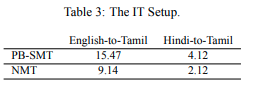 Table 3: The IT Setup.
English-to-Tamil Hindi-to-Tamil
PB-SMT 15.47 4.12
NMT 9.14 2.12